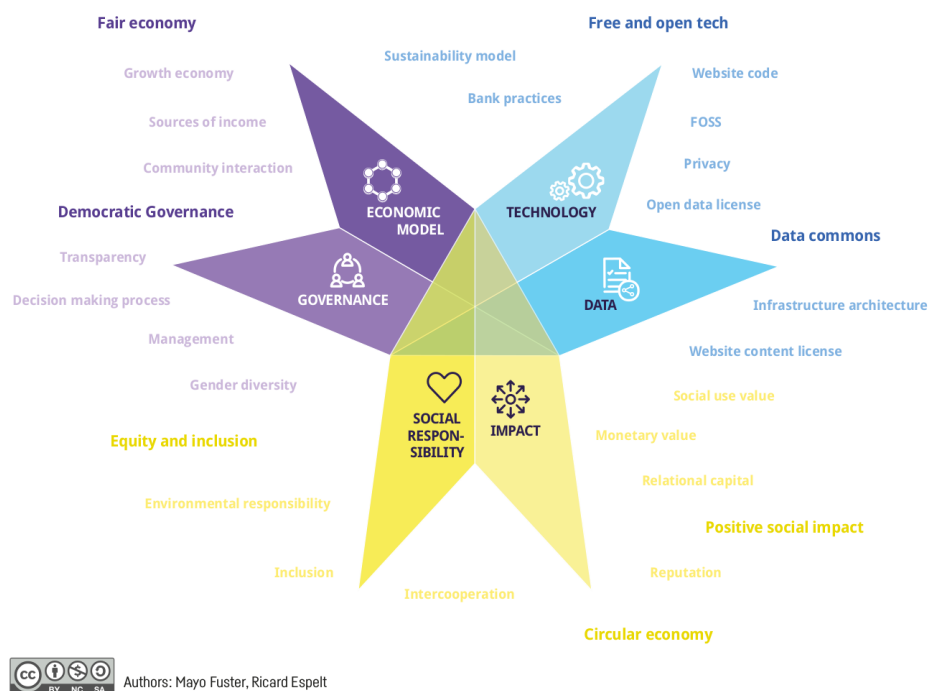 Fair economy
Free and open tech
Sustainability model
Growth economy
Website code
Bank practices
Sources of income
FOSS
Community interaction
Privacy
Open data license
Democratic Governance
ECONOMIC
MODEL
TECHNOLOGY
Data commons
Transparency
Decision making process
GOVERNANCE
DATA
Infrastructure architecture
Management
Website content license
Gender diversity
Social use value
SOCIAL
RESPON-
SIBILITY
IMPACT
Monetary value
Equity and inclusion
Relational capital
Environmental responsibility
Positive social impact
Inclusion
Reputation
Intercooperation
Circular economy
cc
BY NC SA
Authors: Mayo Fuster, Ricard Espelt